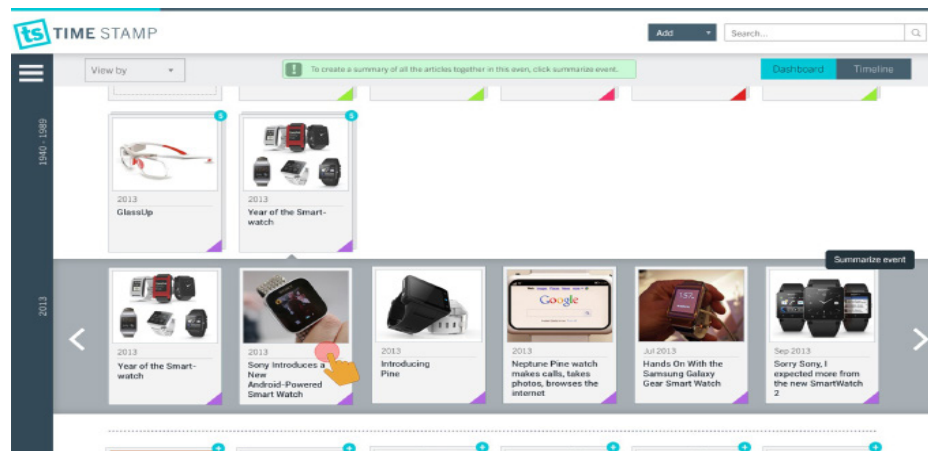 ts TIME STAMP
Add
Search...
View by
To create a summary of all the articles together in this even, click summarize event.
Dashboard
Timeline
1940 - 1989
5
5
2013
GlassUp
2013
Year of the Smart-
watch
Summarize event
2013
2013
Year of the Smart-
watch
2013
Sony Introduces a
New
Android-Powered
Smart Watch
2013
Introducing
Pine
Google
2013
Neptune Pine watch
makes calls, takes
photos, browses the
internet
Jul 2013
Hands On With the
Samsung Galaxy
Gear Smart Watch
Sep 2013
Sorry Sony, I
expected more from
the new SmartWatch
2